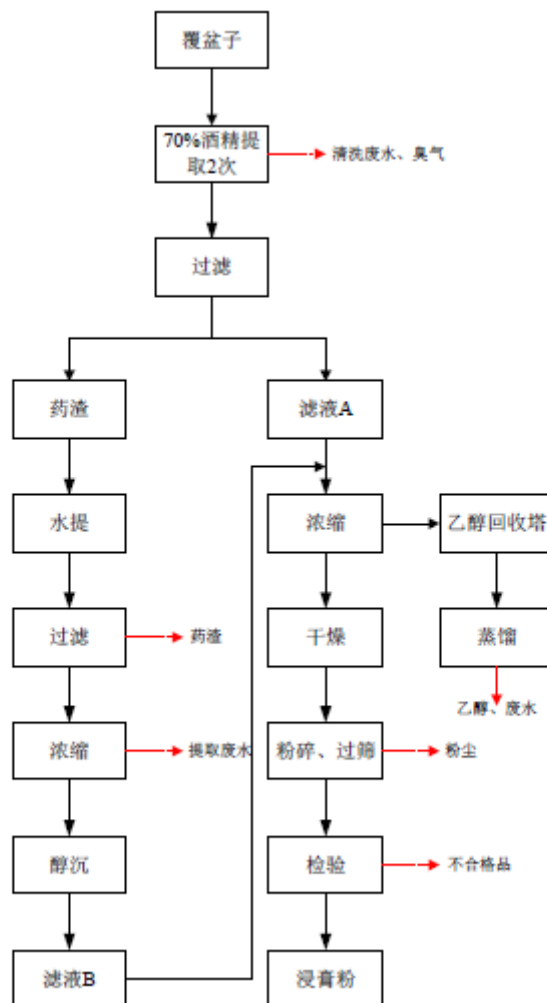 覆盆子
70%酒精提
取2次
清洗废水、臭气
过滤
药渣
滤液A
水提
浓缩
乙醇回收塔
过滤
药渣
干燥
蒸馏
乙醇、废水
浓缩
提取废水
粉碎、过筛
粉尘
醇沉
检验
不合格品
滤液B
浸膏粉